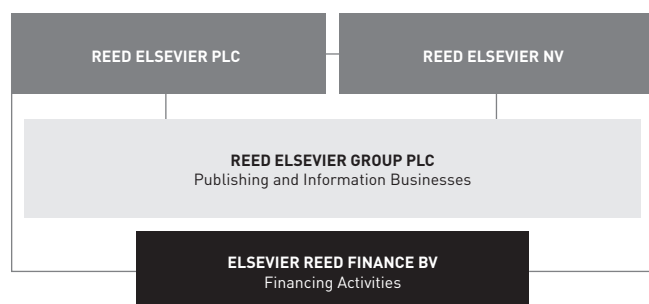 REED ELSEVIER PLC
REED ELSEVIER NV
REED ELSEVIER GROUP PLC
Publishing and Information Businesses
ELSEVIER REED FINANCE BV
Financing Activities